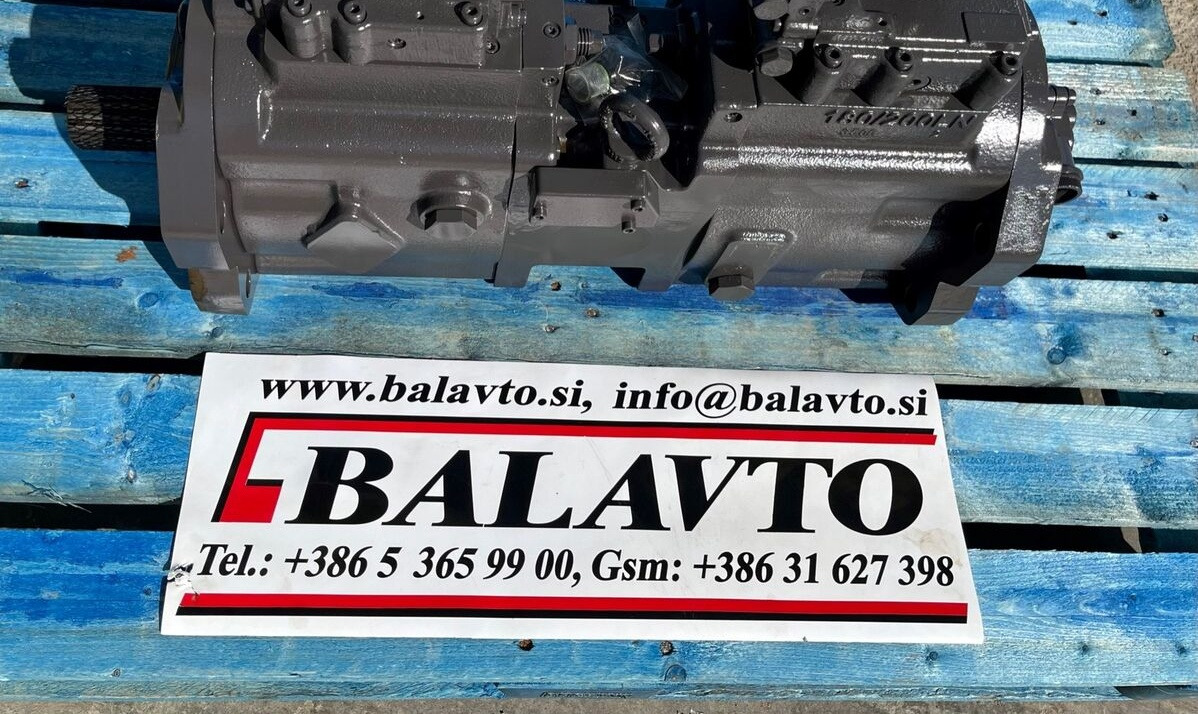 www.balavto.si, info@balavto.si
BALAVTO
Tel.: +386 5 365 99 00, Gsm: +386 31 627 398